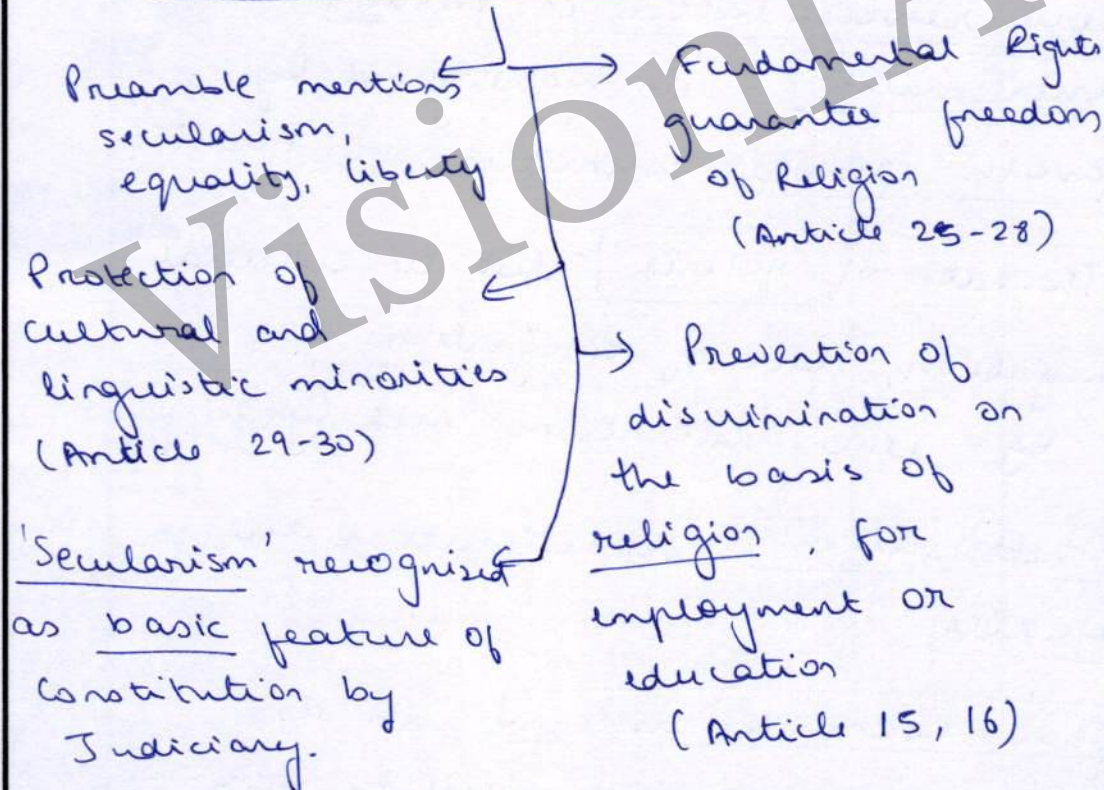 Preamble mentions
secularism,
equality, liberty
Fundamental Rights
guarantee freedom
of Religion
(Article 25-28)
Protection of
cultural and
linguistic minorities
(Article 29-30)
Prevention of
discrimination on
the basis of
religion, for
employment or
education
(Article 15, 16)
'Secularism' recognised
as basic feature of
Constitution by
Judiciary.